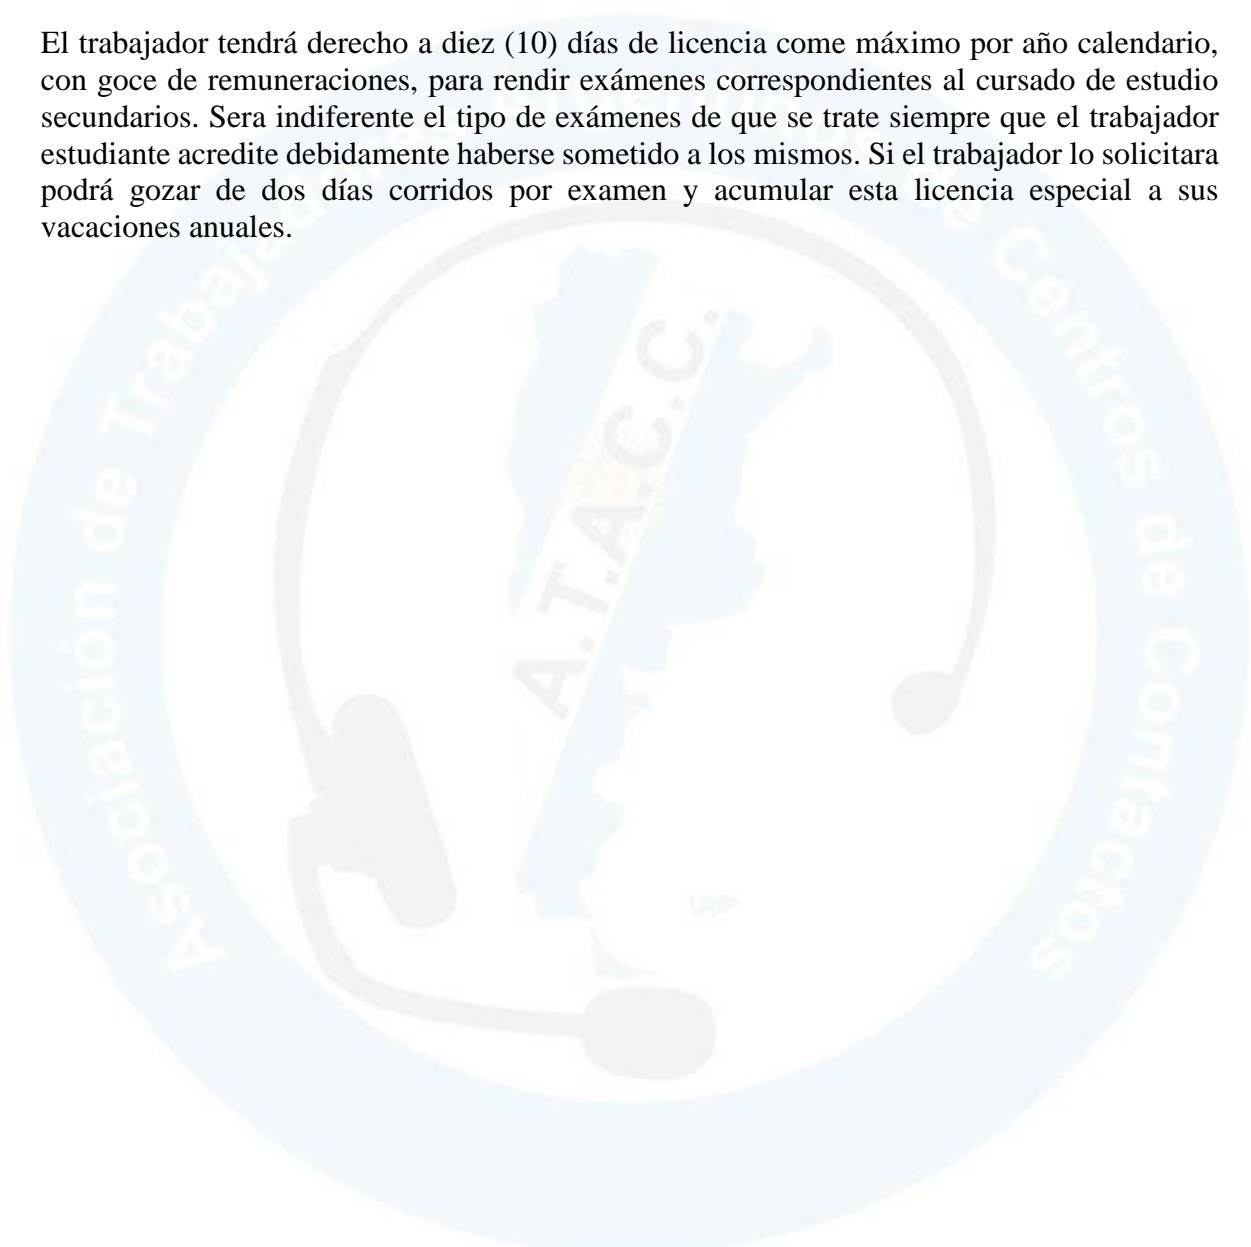 El trabajador tendrá derecho a diez (10) días de licencia come máximo por año calendario,
con goce de remuneraciones, para rendir exámenes correspondientes al cursado de estudio
secundarios. Sera indiferente el tipo de exámenes de que se trate siempre que el trabajador
estudiante acredite debidamente haberse sometido a los mismos. Si el trabajador lo solicitara
podrá gozar de dos días corridos por examen y acumular esta licencia especial a sus
vacaciones anuales.
Asociación de Trabajadores Argentinos de Centros de Contactos
A.T.A.C.C.